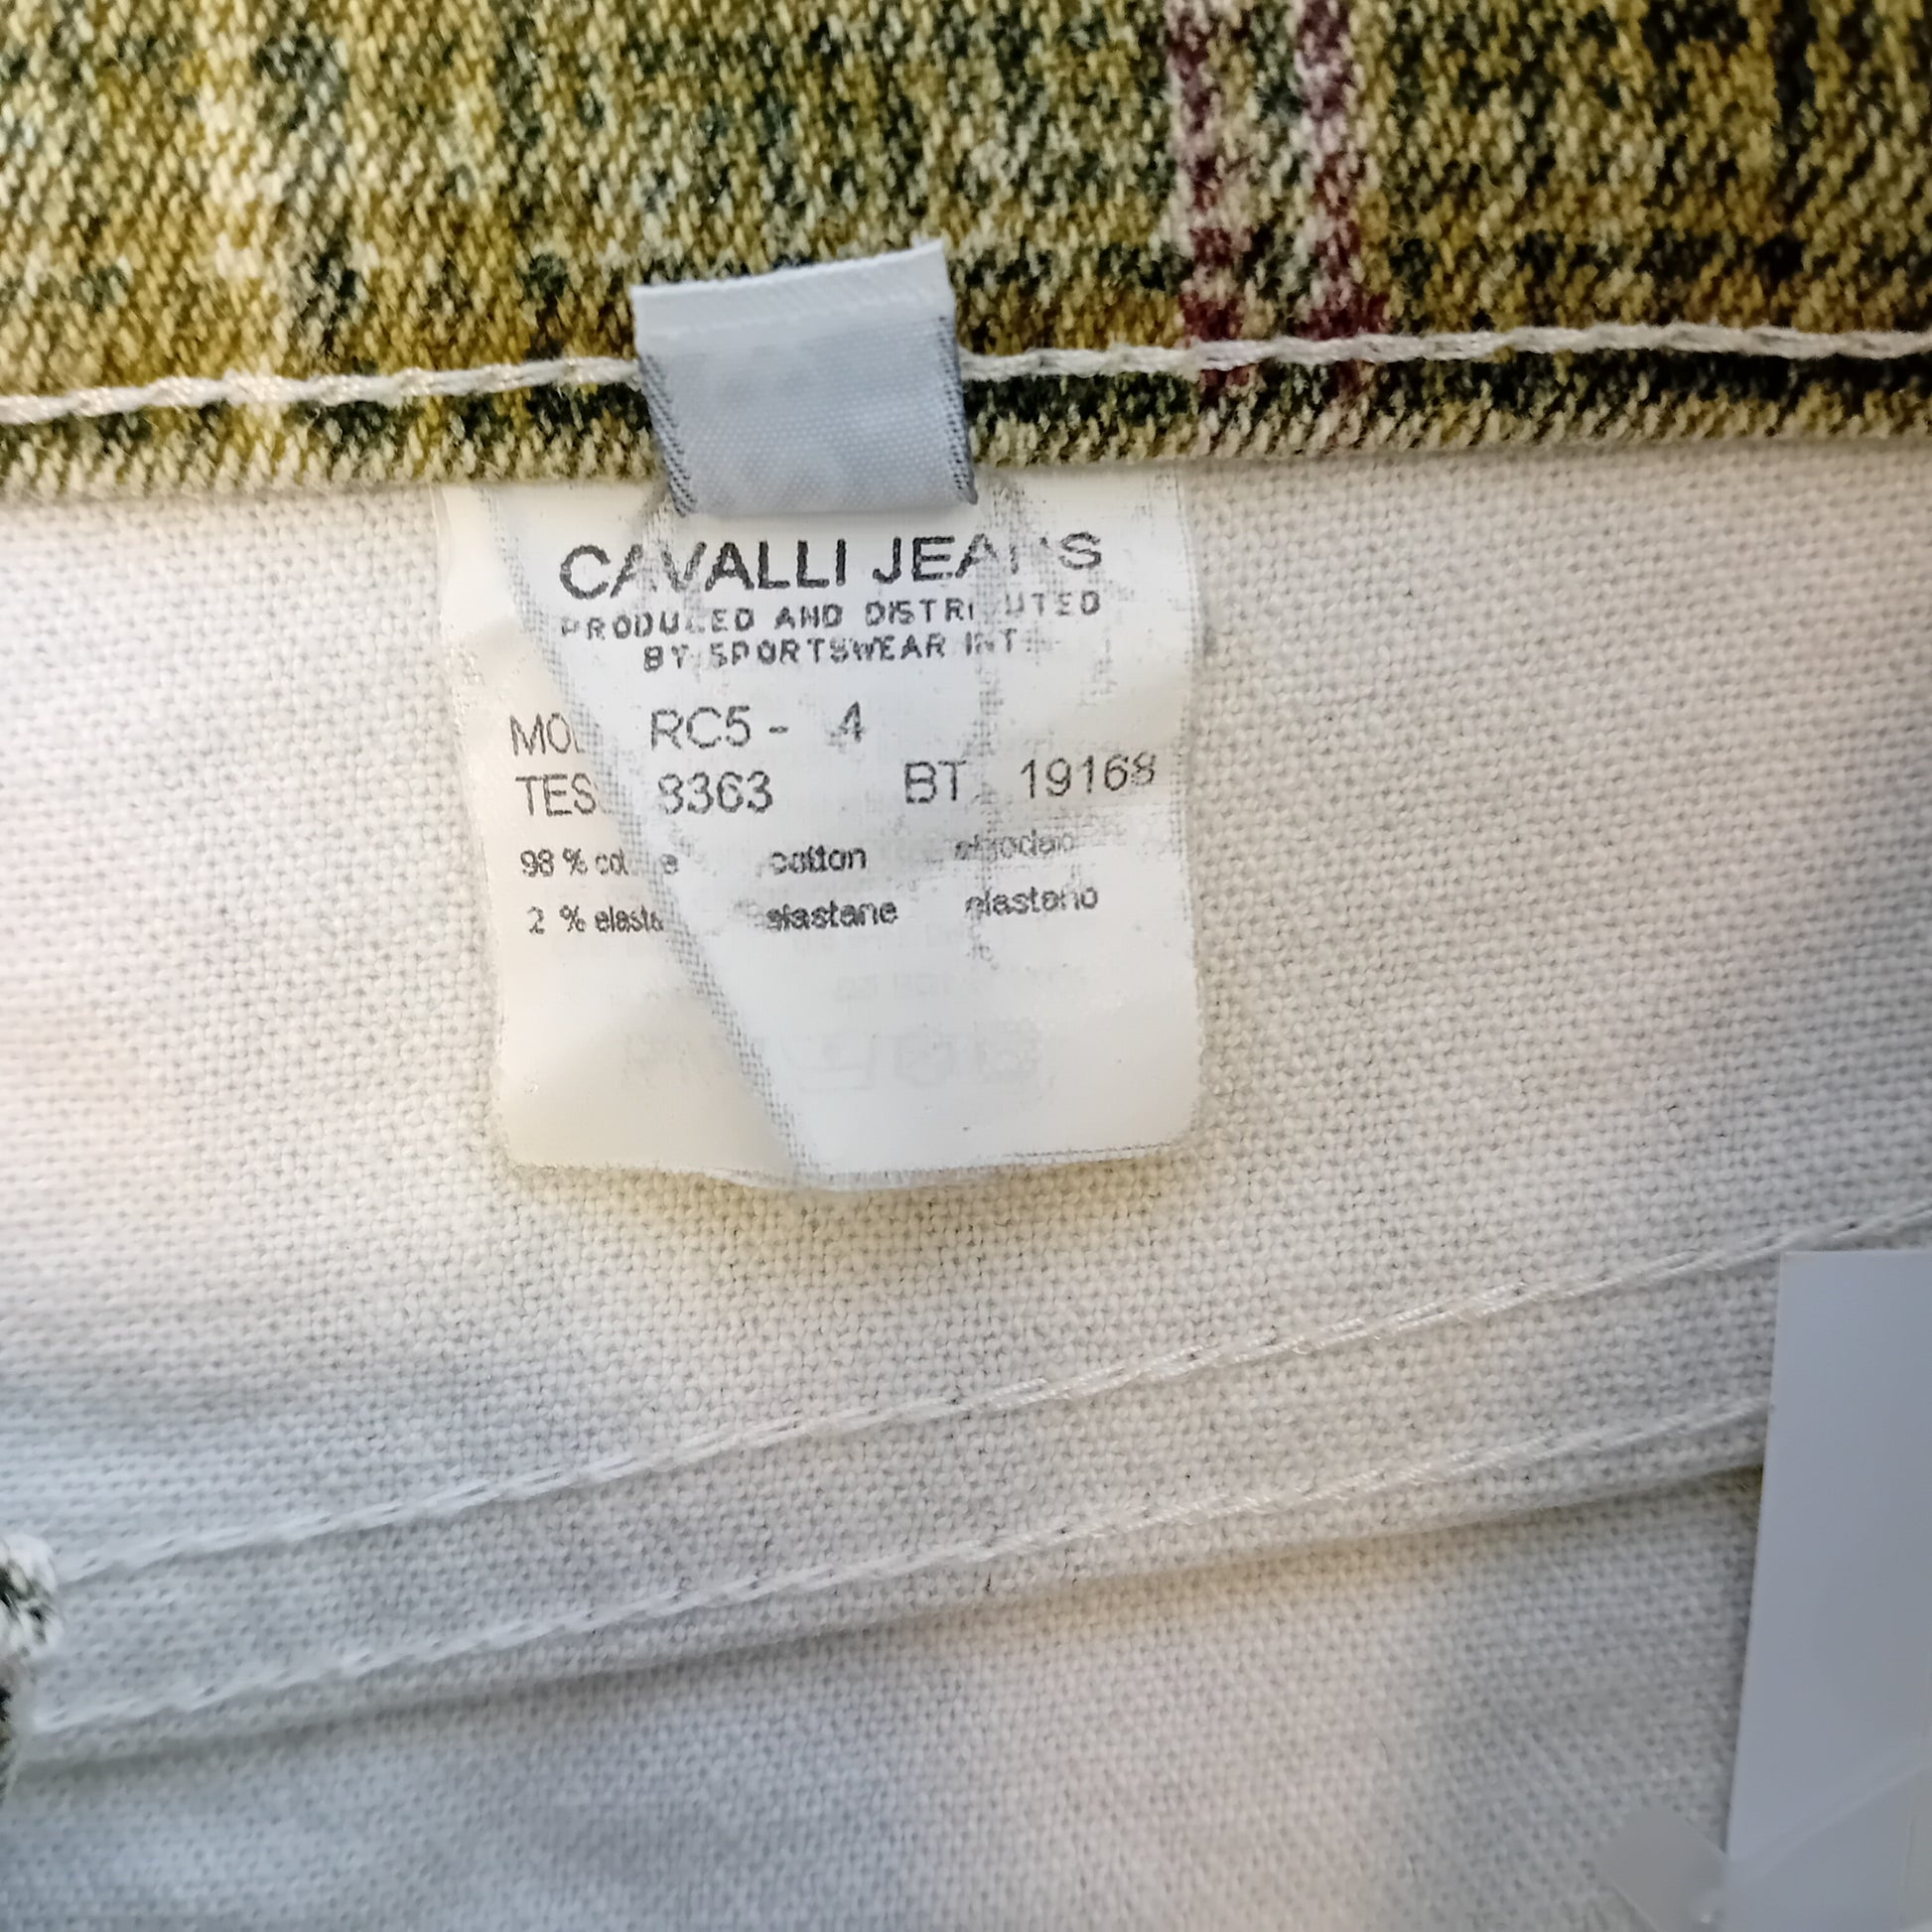 CAVALLI JEANS
PRODUCED AND DISTRIBUTED
BY SPORTSWEAR INT
RC5 - 4
TES 8363 BT 19168
98 % cotton algodao
2 % elastane elastano